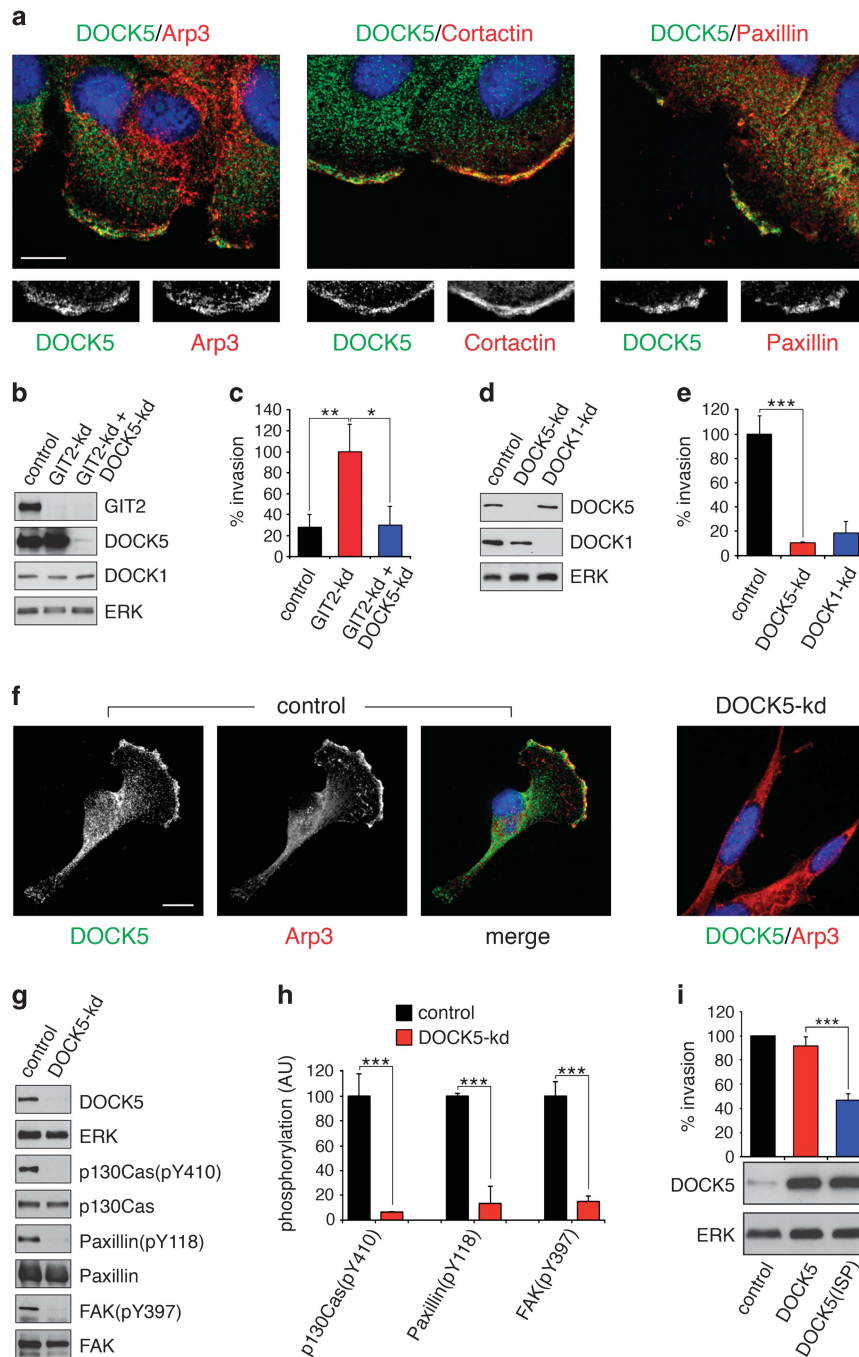 a
DOCK5/Arp3
DOCK5/Cortactin
DOCK5/Paxillin
DOCK5
Arp3
DOCK5
Cortactin
DOCK5
Paxillin
b
control
GIT2-kd
GIT2-kd +
DOCK5-kd
GIT2
DOCK5
DOCK1
ERK
c
% invasion
140
120
100
80
60
40
20
0
**
*
control
GIT2-kd
GIT2-kd +
DOCK5-kd
d
control
DOCK5-kd
DOCK1-kd
DOCK5
DOCK1
ERK
e
% invasion
120
100
80
60
40
20
0
***
control
DOCK5-kd
DOCK1-kd
f
control
DOCK5-kd
DOCK5
Arp3
merge
DOCK5/Arp3
g
control
DOCK5-kd
DOCK5
ERK
p130Cas(pY410)
p130Cas
Paxillin(pY118)
Paxillin
FAK(pY397)
FAK
h
control
DOCK5-kd
phosphorylation (AU)
120
100
80
60
40
20
0
***
***
***
p130Cas(pY410)
Paxillin(pY118)
FAK(pY397)
i
% invasion
120
100
80
60
40
20
0
***
DOCK5
ERK
control
DOCK5
DOCK5(ISP)